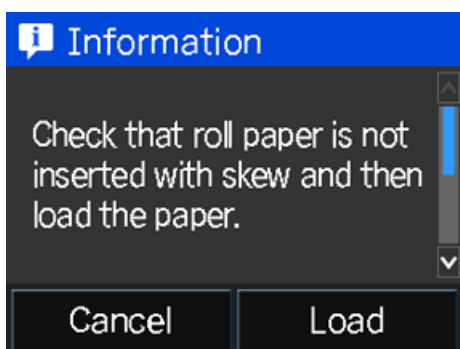 Information
Check that roll paper is not
inserted with skew and then
load the paper.
Cancel
Load